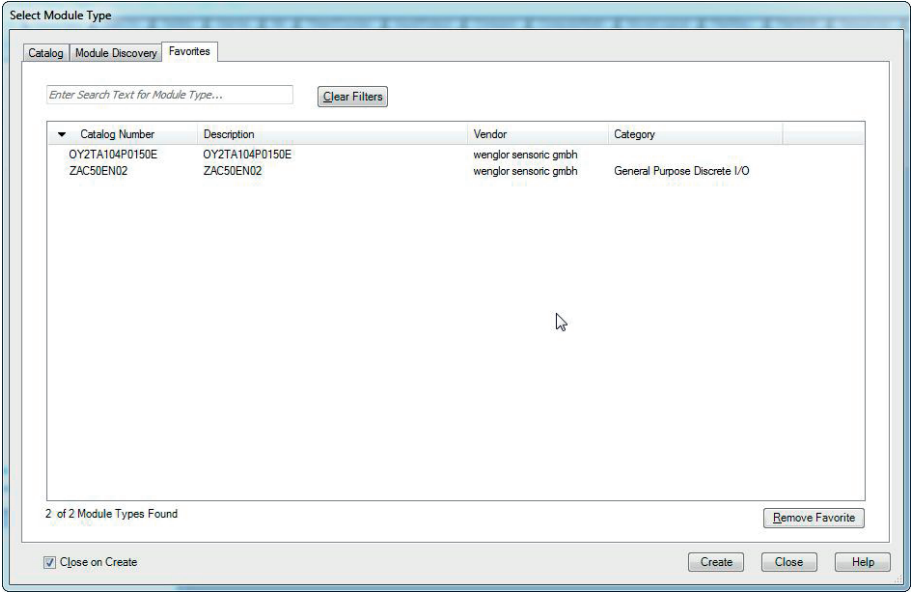 Select Module Type
Catalog Module Discovery Favorites
Enter Search Text for Module Type... Clear Filters
Catalog Number Description Vendor Category
OY2TA104P0150E OY2TA104P0150E wenglor sensoric gmbh
ZAC50EN02 ZAC50EN02 wenglor sensoric gmbh General Purpose Discrete I/O
2 of 2 Module Types Found
Remove Favorite
Close on Create Create Close Help